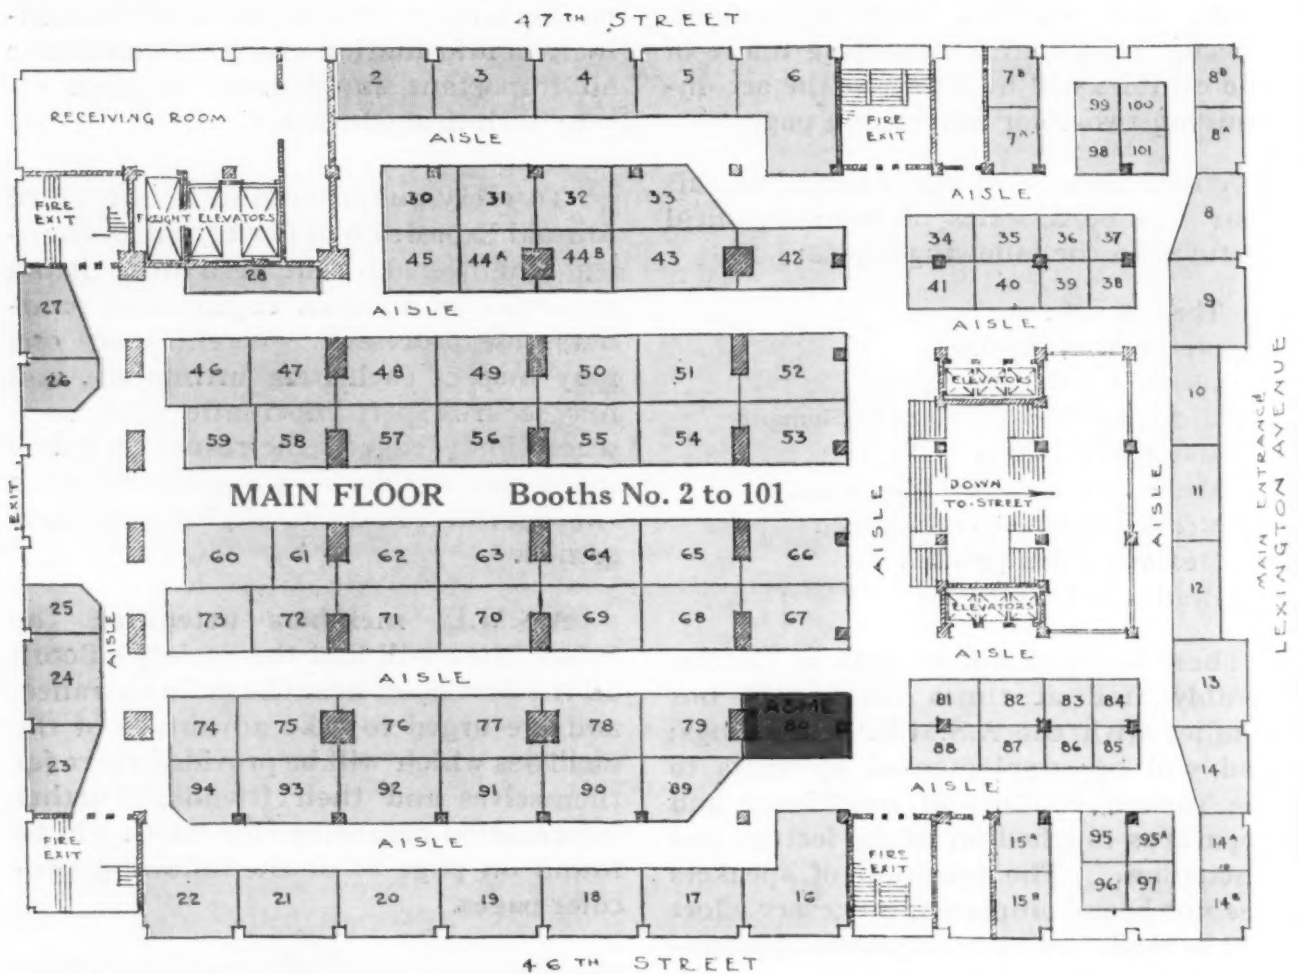 47TH STREET
2 3 4 5 6
FIRE EXIT
7B
7A
99 100
98 101
8B
8A
RECEIVING ROOM
AISLE
AISLE
FIRE EXIT
FREIGHT ELEVATORS
28
30 31 32 33
45 44A 44B 43 42
34 35 36 37
41 40 39 38
8
9
27
26
AISLE
AISLE
46 47 48 49 50 51 52
59 58 57 56 55 54 53
ELEVATORS
10
11
12
EXIT
MAIN FLOOR Booths No. 2 to 101
AISLE
DOWN TO STREET
AISLE
MAIN ENTRANCE
LEXINGTON AVENUE
60 61 62 63 64 65 66
73 72 71 70 69 68 67
ELEVATORS
25
24
23
AISLE
AISLE
AISLE
74 75 76 77 78 79 ASME 80
94 93 92 91 90 89
81 82 83 84
88 87 86 85
13
14
AISLE
AISLE
FIRE EXIT
FIRE EXIT
15A
15B
95 95A
96 97
14A
14B
22 21 20 19 18 17 16
46TH STREET